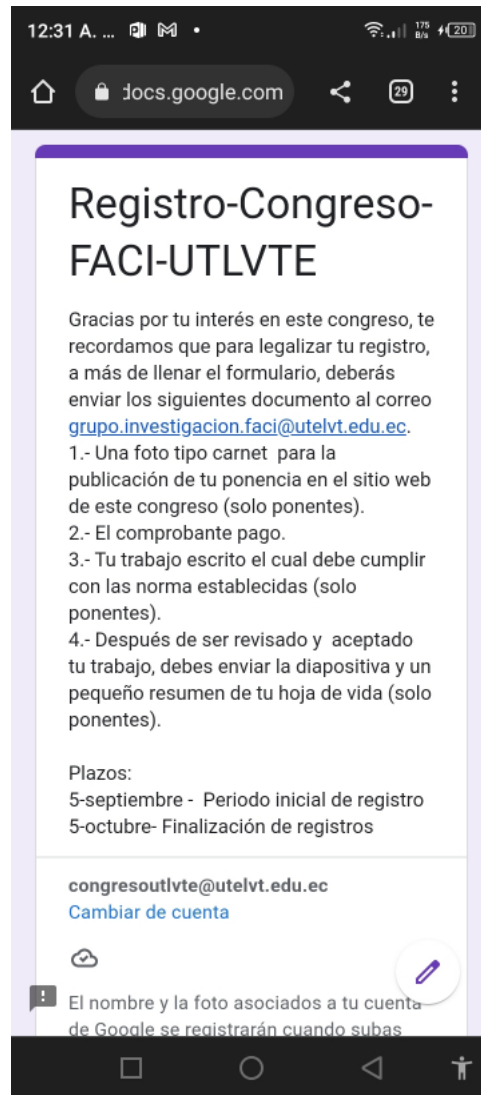 12:31 A. ...
175
B/s
20
docs.google.com
29
Registro-Congreso-
FACI-UTLVTE
Gracias por tu interés en este congreso, te
recordamos que para legalizar tu registro,
a más de llenar el formulario, deberás
enviar los siguientes documento al correo
grupo.investigacion.faci@utelvt.edu.ec.
1.- Una foto tipo carnet  para la
publicación de tu ponencia en el sitio web
de este congreso (solo ponentes).
2.- El comprobante pago.
3.- Tu trabajo escrito el cual debe cumplir
con las norma establecidas (solo
ponentes).
4.- Después de ser revisado y  aceptado
tu trabajo, debes enviar la diapositiva y un
pequeño resumen de tu hoja de vida (solo
ponentes).
Plazos:
5-septiembre -  Periodo inicial de registro
5-octubre- Finalización de registros
congresoutlvte@utelvt.edu.ec
Cambiar de cuenta
El nombre y la foto asociados a tu cuenta
de Google se registrarán cuando subas